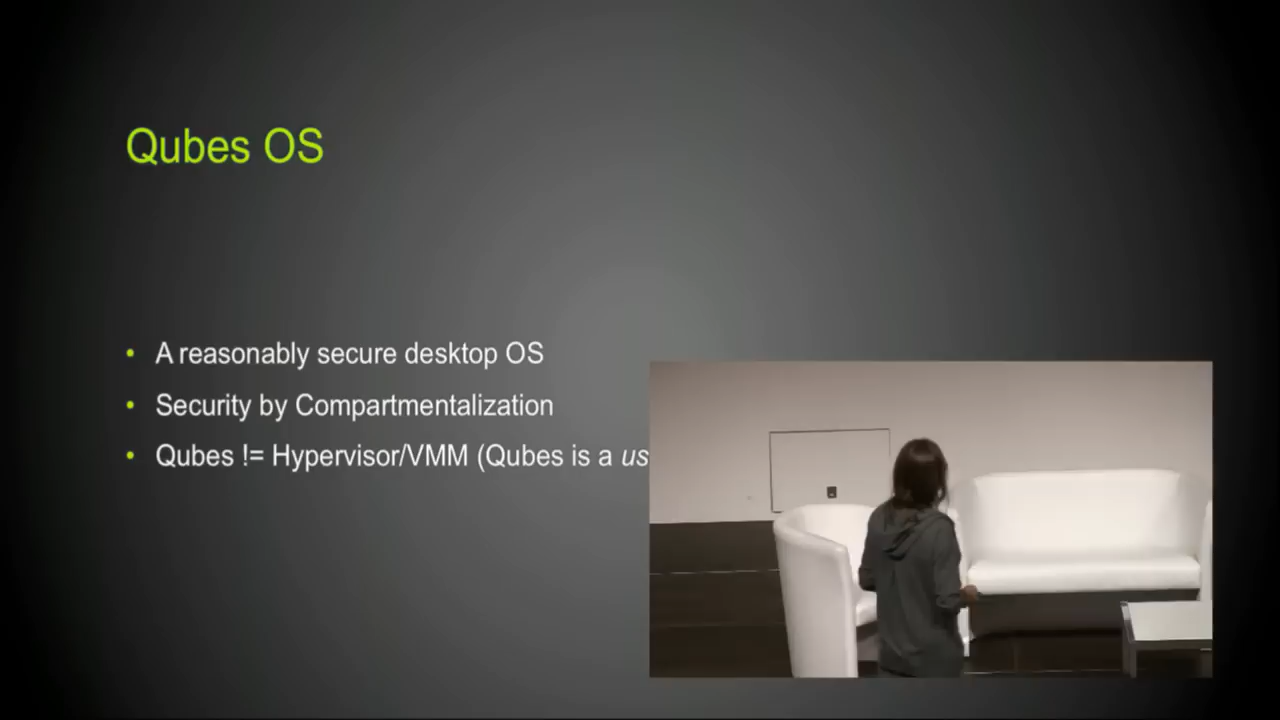 Qubes OS
• A reasonably secure desktop OS
• Security by Compartmentalization
• Qubes != Hypervisor/VMM (Qubes is a us